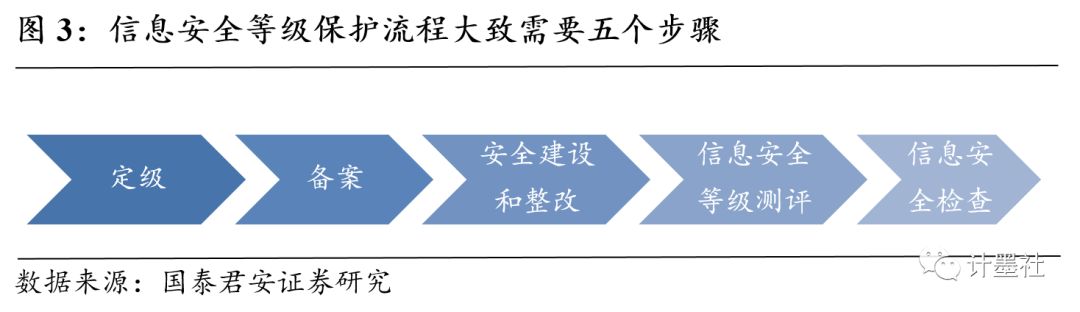 图 3：信息安全等级保护流程大致需要五个步骤
定级
备案
安全建设
和整改
信息安全
等级测评
信息安
全检查
计墨社
数据来源：国泰君安证券研究